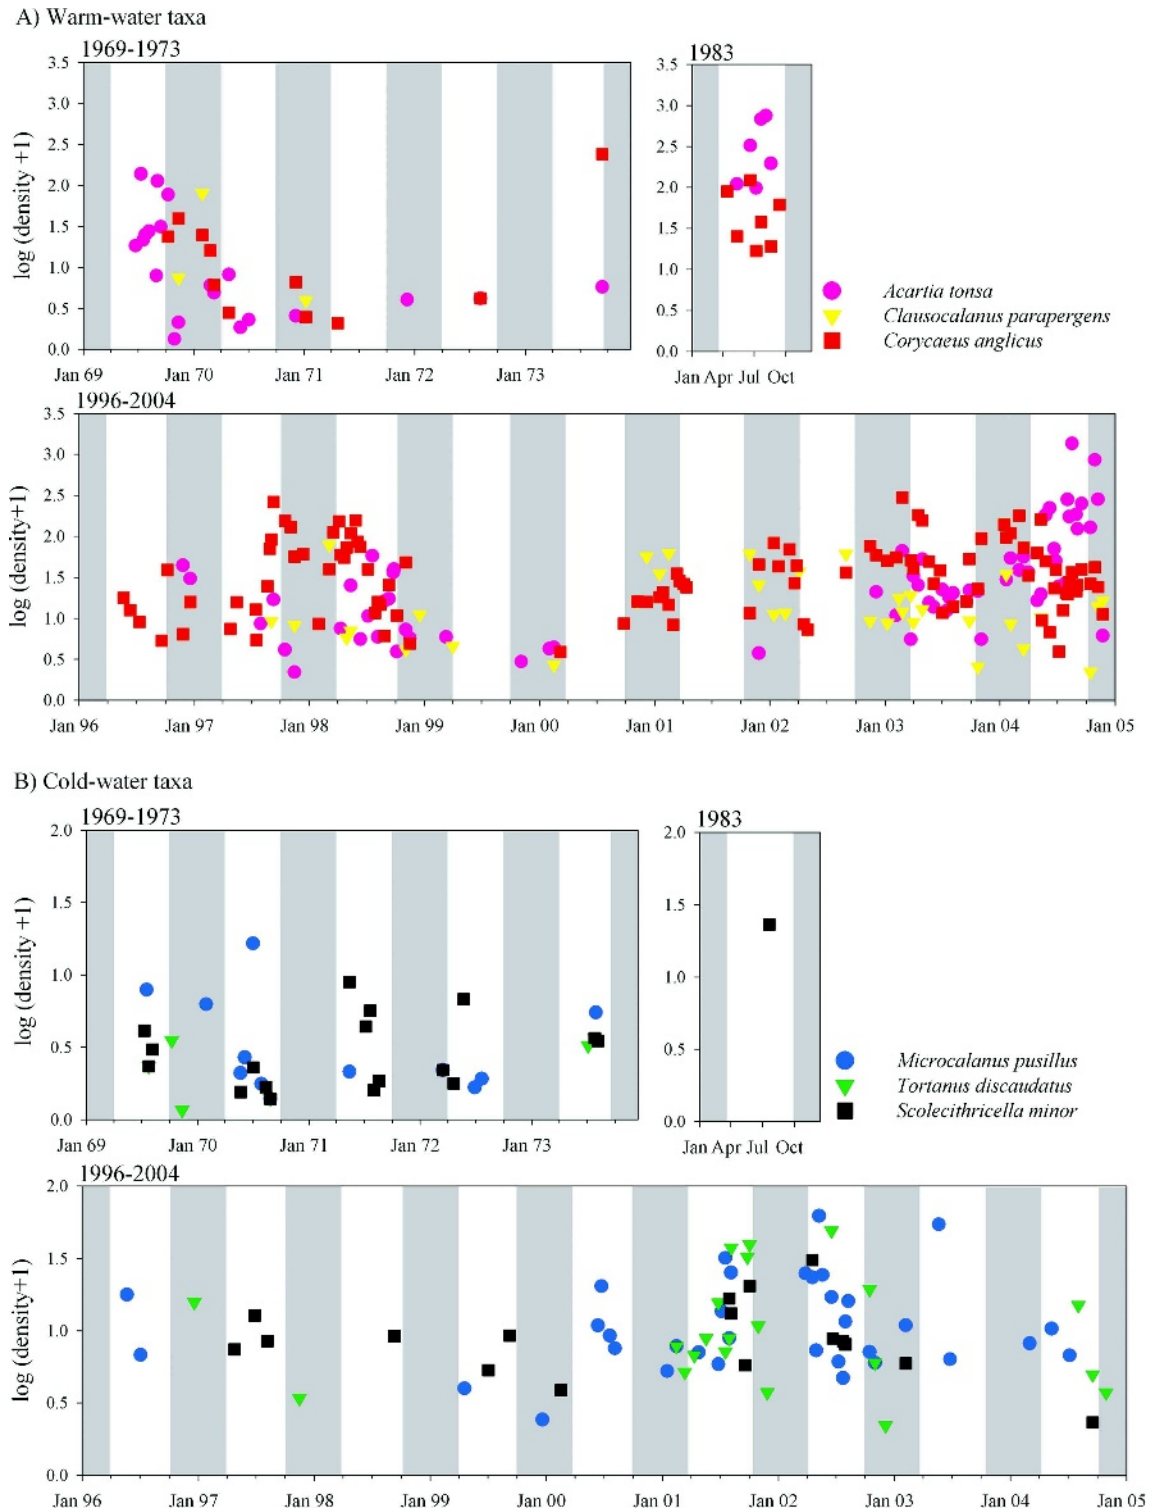 A) Warm-water taxa
1969-1973
1983
3.5
3.0
2.5
2.0
1.5
1.0
0.5
0.0
log (density +1)
Jan 69 Jan 70 Jan 71 Jan 72 Jan 73
3.5
3.0
2.5
2.0
1.5
1.0
0.5
0.0
Jan Apr Jul Oct
Acartia tonsa
Clausocalanus parapergens
Corycaeus anglicus
1996-2004
3.5
3.0
2.5
2.0
1.5
1.0
0.5
0.0
log (density+1)
Jan 96 Jan 97 Jan 98 Jan 99 Jan 00 Jan 01 Jan 02 Jan 03 Jan 04 Jan 05
B) Cold-water taxa
1969-1973
1983
2.0
1.5
1.0
0.5
0.0
log (density +1)
Jan 69 Jan 70 Jan 71 Jan 72 Jan 73
2.0
1.5
1.0
0.5
0.0
Jan Apr Jul Oct
Microcalanus pusillus
Tortanus discaudatus
Scolecithricella minor
1996-2004
2.0
1.5
1.0
0.5
0.0
log (density+1)
Jan 96 Jan 97 Jan 98 Jan 99 Jan 00 Jan 01 Jan 02 Jan 03 Jan 04 Jan 05